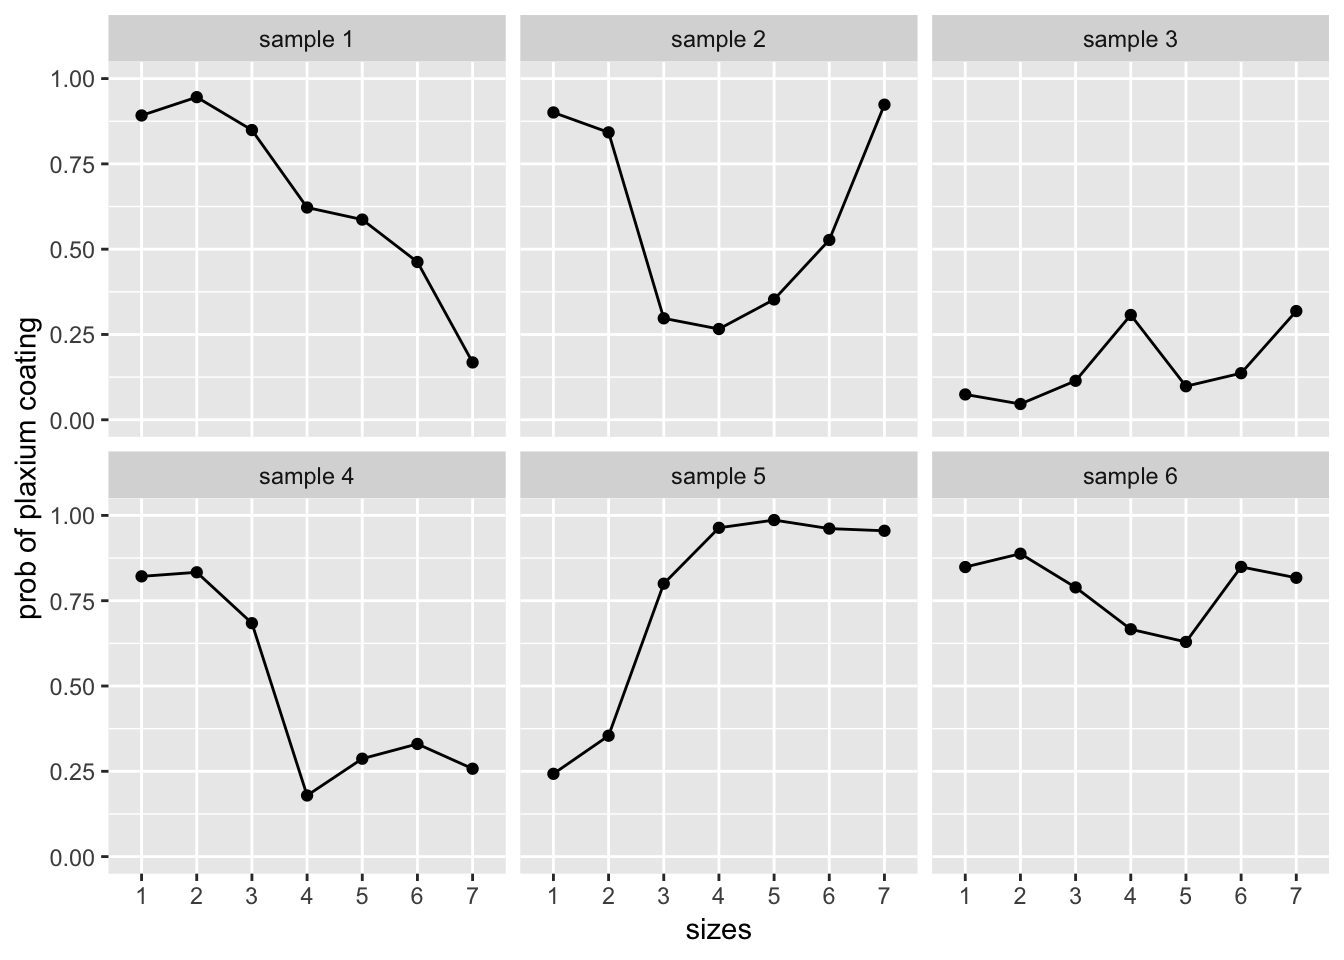 sample 1
sample 2
sample 3
1.00
0.75
0.50
0.25
0.00
sample 4
sample 5
sample 6
1.00
0.75
0.50
0.25
0.00
prob of plaxium coating
1 2 3 4 5 6 7
1 2 3 4 5 6 7
1 2 3 4 5 6 7
sizes